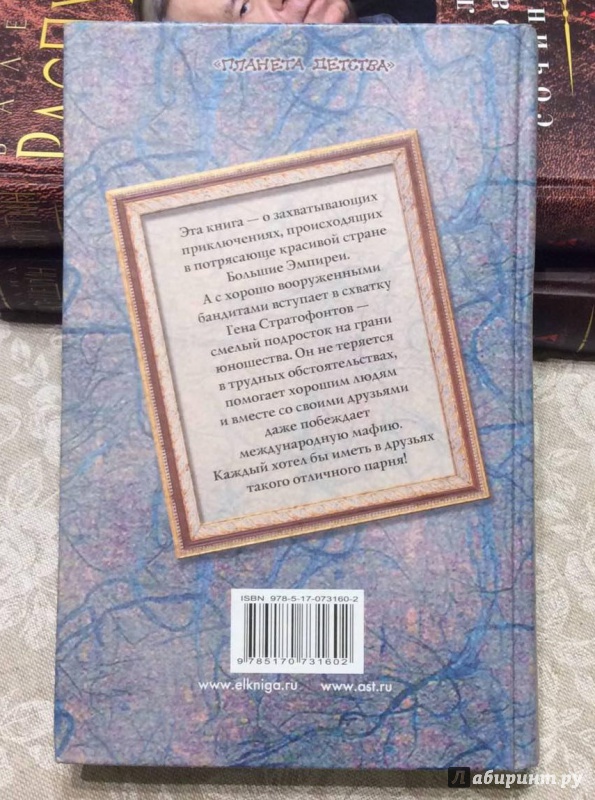 «ПЛАНЕТА ДЕТСТВА»
Эта книга — о захватывающих
приключениях, происходящих
в потрясающе красивой стране
Большие Эмпиреи.
А с хорошо вооруженными
бандитами вступает в схватку
Гена Стратофонтов —
смелый подросток на грани
юношества. Он не теряется
в трудных обстоятельствах,
помогает хорошим людям
и вместе со своими друзьями
даже побеждает
международную мафию.
Каждый хотел бы иметь в друзьях
такого отличного парня!
ISBN 978-5-17-073160-2
9 785170 731602
www.elkniga.ru www.ast.ru
Лабиринт.ру